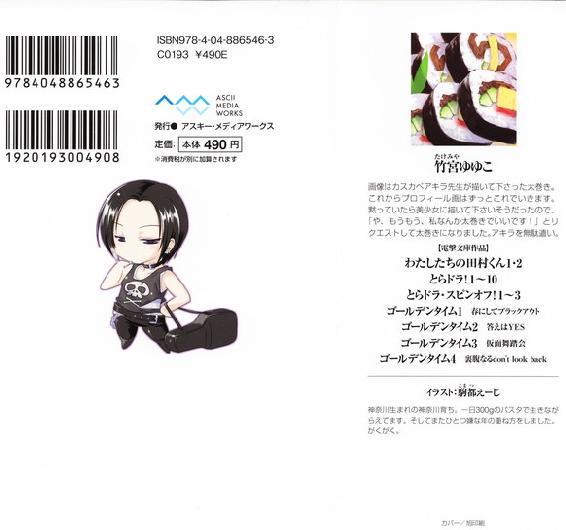 ISBN978-4-04-886546-3
C0193 ¥490E
9784048865463
1920193004908
ASCII
MEDIA
WORKS
発行●アスキー・メディアワークス
定価：本体490円
※消費税が別に加算されます
たけみや
竹宮ゆゆこ
画像はカスカベアキラ先生が描いて下さった太巻き。
これからプロフィール画はずっとこれでいきます。
黙っていたら美少女に描いて下さいそうだったので、
「や、もうもう、私なんか太巻きでいいです！」とリ
クエストして太巻きになりました。アキラを無駄遣い。
【電撃文庫作品】
わたしたちの田村くん1・2
とらドラ！1〜10
とらドラ・スピンオフ！1〜3
ゴールデンタイム1 春にしてブラックアウト
ゴールデンタイム2 答えはYES
ゴールデンタイム3 仮面舞踏会
ゴールデンタイム4 裏腹なるdon't look back
イラスト：駒都えーじ
神奈川生まれの神奈川育ち。一日300gのパスタで生きなが
らえてます。そしてまたひとつ嫌な年の重ね方をしました。
がくがく。
カバー／旭印刷